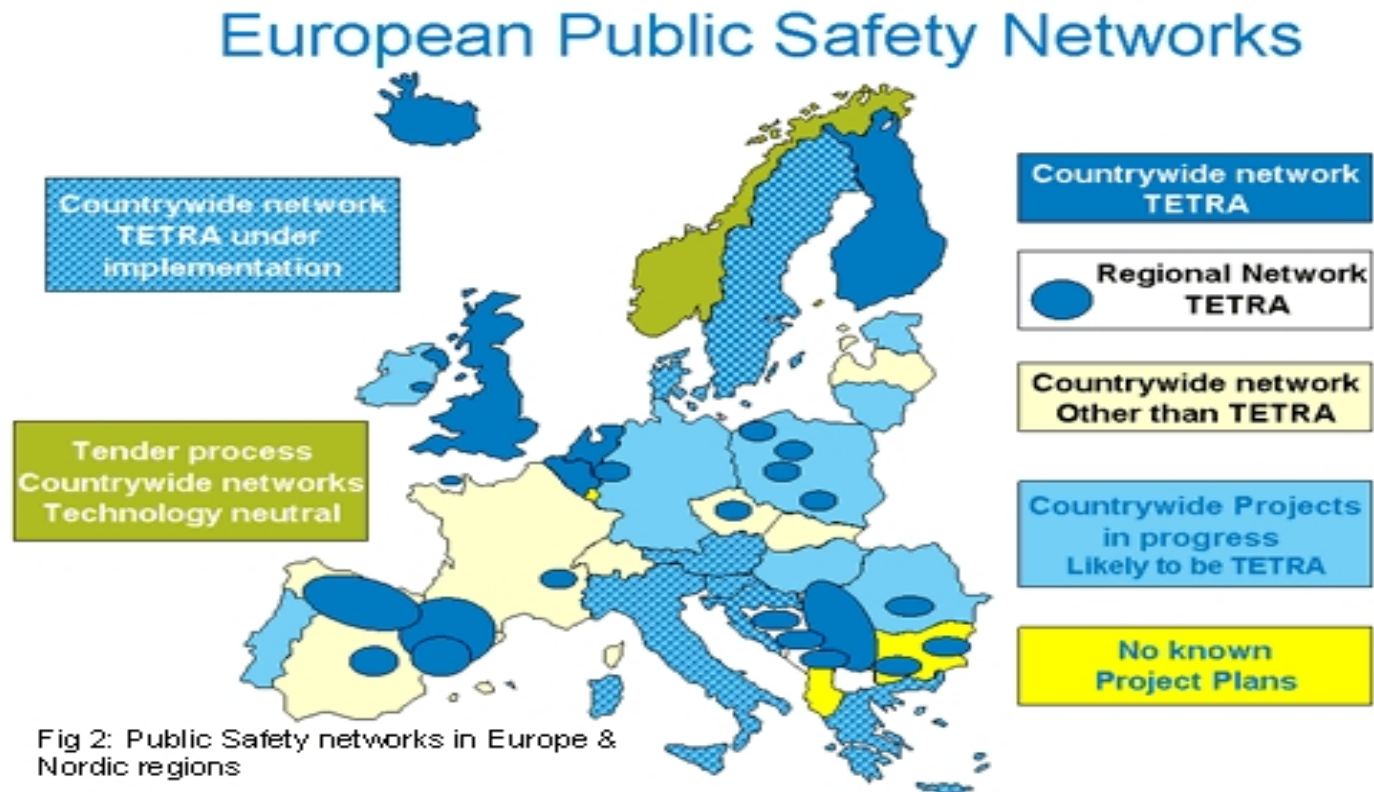 European Public Safety Networks
Countrywide network
TETRA under
implementation
Tender process
Countrywide networks
Technology neutral
Countrywide network
TETRA
Regional Network
TETRA
Countrywide network
Other than TETRA
Countrywide Projects
in progress
Likely to be TETRA
No known
Project Plans
Fig 2: Public Safety networks in Europe &
Nordic regions